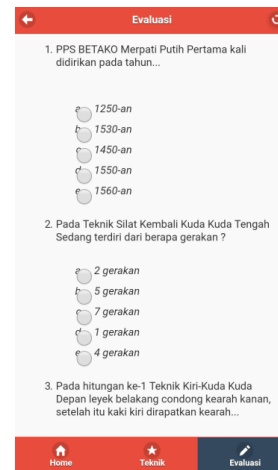 Evaluasi
1. PPS BETAKO Merpati Putih Pertama kali
didirikan pada tahun...
a. 1250-an
b. 1530-an
c. 1450-an
d. 1550-an
e. 1560-an
2. Pada Teknik Silat Kembali Kuda Kuda Tengah
Sedang terdiri dari berapa gerakan ?
a. 2 gerakan
b. 5 gerakan
c. 7 gerakan
d. 1 gerakan
e. 4 gerakan
3. Pada hitungan ke-1 Teknik Kiri-Kuda Kuda
Depan leyek belakang condong kearah kanan,
setelah itu kaki kiri dirapatkan kearah...
Home Teknik Evaluasi